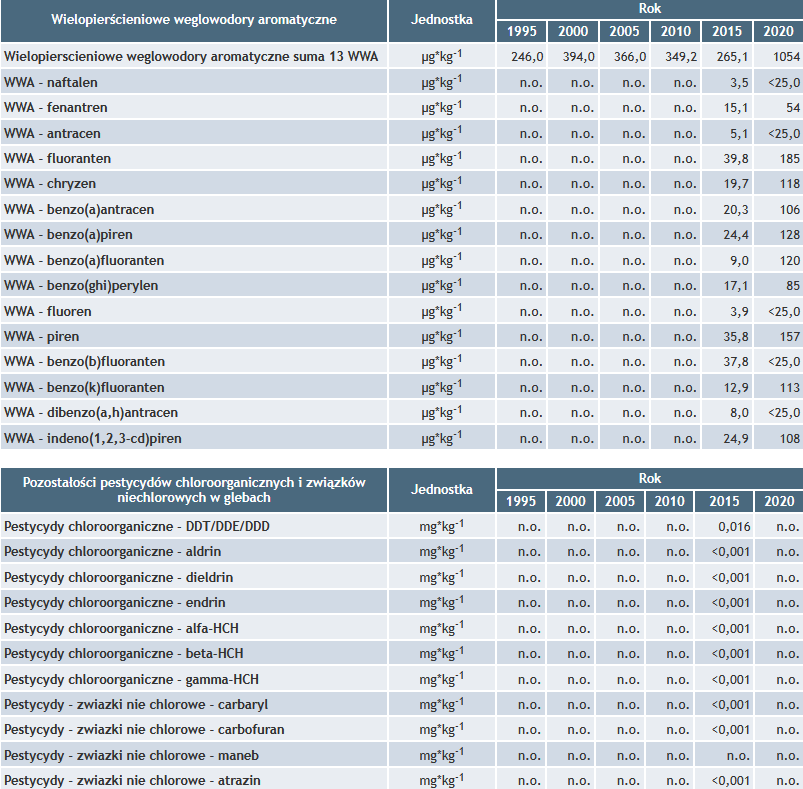 Wielopierścieniowe weglowodory aromatyczne Jednostka Rok
1995 2000 2005 2010 2015 2020
Wielopierscieniowe weglowodory aromatyczne suma 13 WWA µg*kg-1 246,0 394,0 366,0 349,2 265,1 1054
WWA - naftalen µg*kg-1 n.o. n.o. n.o. n.o. 3,5 <25,0
WWA - fenantren µg*kg-1 n.o. n.o. n.o. n.o. 15,1 54
WWA - antracen µg*kg-1 n.o. n.o. n.o. n.o. 5,1 <25,0
WWA - fluoranten µg*kg-1 n.o. n.o. n.o. n.o. 39,8 185
WWA - chryzen µg*kg-1 n.o. n.o. n.o. n.o. 19,7 118
WWA - benzo(a)antracen µg*kg-1 n.o. n.o. n.o. n.o. 20,3 106
WWA - benzo(a)piren µg*kg-1 n.o. n.o. n.o. n.o. 24,4 128
WWA - benzo(a)fluoranten µg*kg-1 n.o. n.o. n.o. n.o. 9,0 120
WWA - benzo(ghi)perylen µg*kg-1 n.o. n.o. n.o. n.o. 17,1 85
WWA - fluoren µg*kg-1 n.o. n.o. n.o. n.o. 3,9 <25,0
WWA - piren µg*kg-1 n.o. n.o. n.o. n.o. 35,8 157
WWA - benzo(b)fluoranten µg*kg-1 n.o. n.o. n.o. n.o. 37,8 <25,0
WWA - benzo(k)fluoranten µg*kg-1 n.o. n.o. n.o. n.o. 12,9 113
WWA - dibenzo(a,h)antracen µg*kg-1 n.o. n.o. n.o. n.o. 8,0 <25,0
WWA - indeno(1,2,3-cd)piren µg*kg-1 n.o. n.o. n.o. n.o. 24,9 108
Pozostałości pestycydów chloroorganicznych i związków
niechlorowych w glebach Jednostka Rok
1995 2000 2005 2010 2015 2020
Pestycydy chloroorganiczne - DDT/DDE/DDD mg*kg-1 n.o. n.o. n.o. n.o. 0,016 n.o.
Pestycydy chloroorganiczne - aldrin mg*kg-1 n.o. n.o. n.o. n.o. <0,001 n.o.
Pestycydy chloroorganiczne - dieldrin mg*kg-1 n.o. n.o. n.o. n.o. <0,001 n.o.
Pestycydy chloroorganiczne - endrin mg*kg-1 n.o. n.o. n.o. n.o. <0,001 n.o.
Pestycydy chloroorganiczne - alfa-HCH mg*kg-1 n.o. n.o. n.o. n.o. <0,001 n.o.
Pestycydy chloroorganiczne - beta-HCH mg*kg-1 n.o. n.o. n.o. n.o. <0,001 n.o.
Pestycydy chloroorganiczne - gamma-HCH mg*kg-1 n.o. n.o. n.o. n.o. <0,001 n.o.
Pestycydy - zwiazki nie chlorowe - carbaryl mg*kg-1 n.o. n.o. n.o. n.o. <0,001 n.o.
Pestycydy - zwiazki nie chlorowe - carbofuran mg*kg-1 n.o. n.o. n.o. n.o. <0,001 n.o.
Pestycydy - zwiazki nie chlorowe - maneb mg*kg-1 n.o. n.o. n.o. n.o. n.o. n.o.
Pestycydy - zwiazki nie chlorowe - atrazin mg*kg-1 n.o. n.o. n.o. n.o. <0,001 n.o.